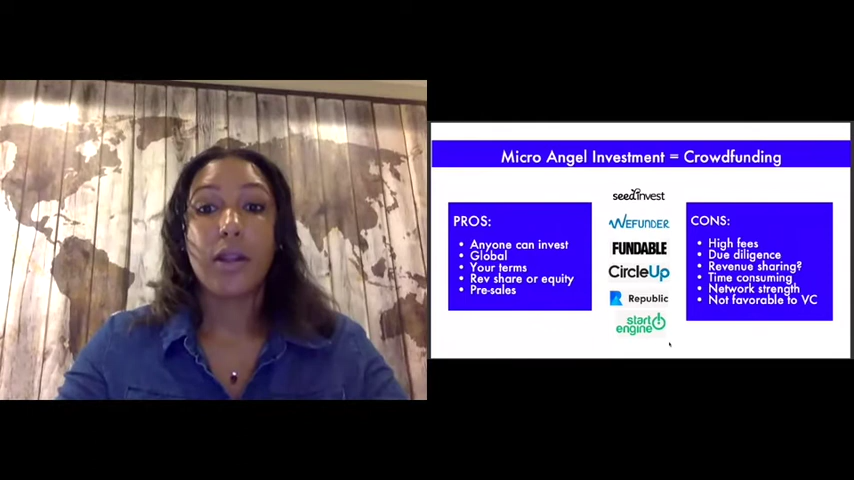 Micro Angel Investment = Crowdfunding
PROS:
• Anyone can invest
• Global
• Your terms
• Rev share or equity
• Pre-sales
seedinvest
WEFUNDER
FUNDABLE
CircleUp
Republic
start
engine
CONS:
• High fees
• Due diligence
• Revenue sharing?
• Time consuming
• Network strength
• Not favorable to VC